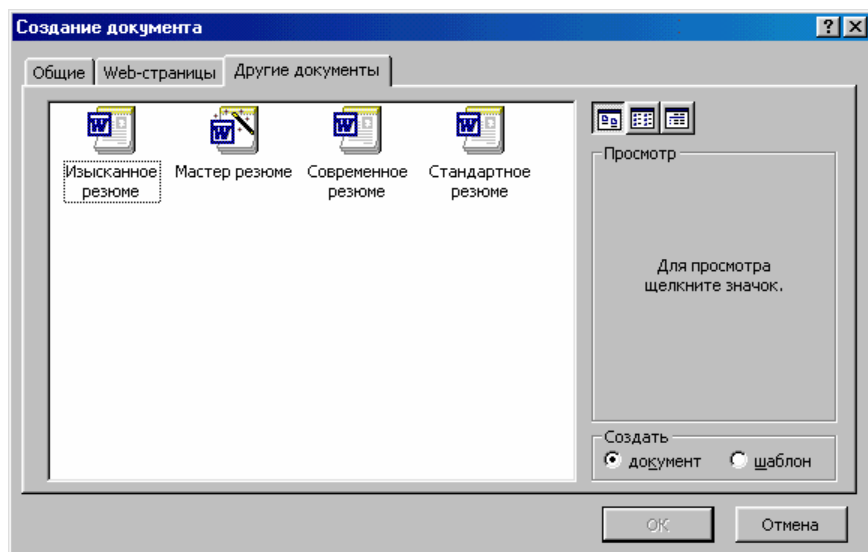 Создание документа
Общие Web-страницы Другие документы
Изысканное резюме
Мастер резюме
Современное резюме
Стандартное резюме
Просмотр
Для просмотра
щелкните значок.
Создать
документ шаблон
OK Отмена